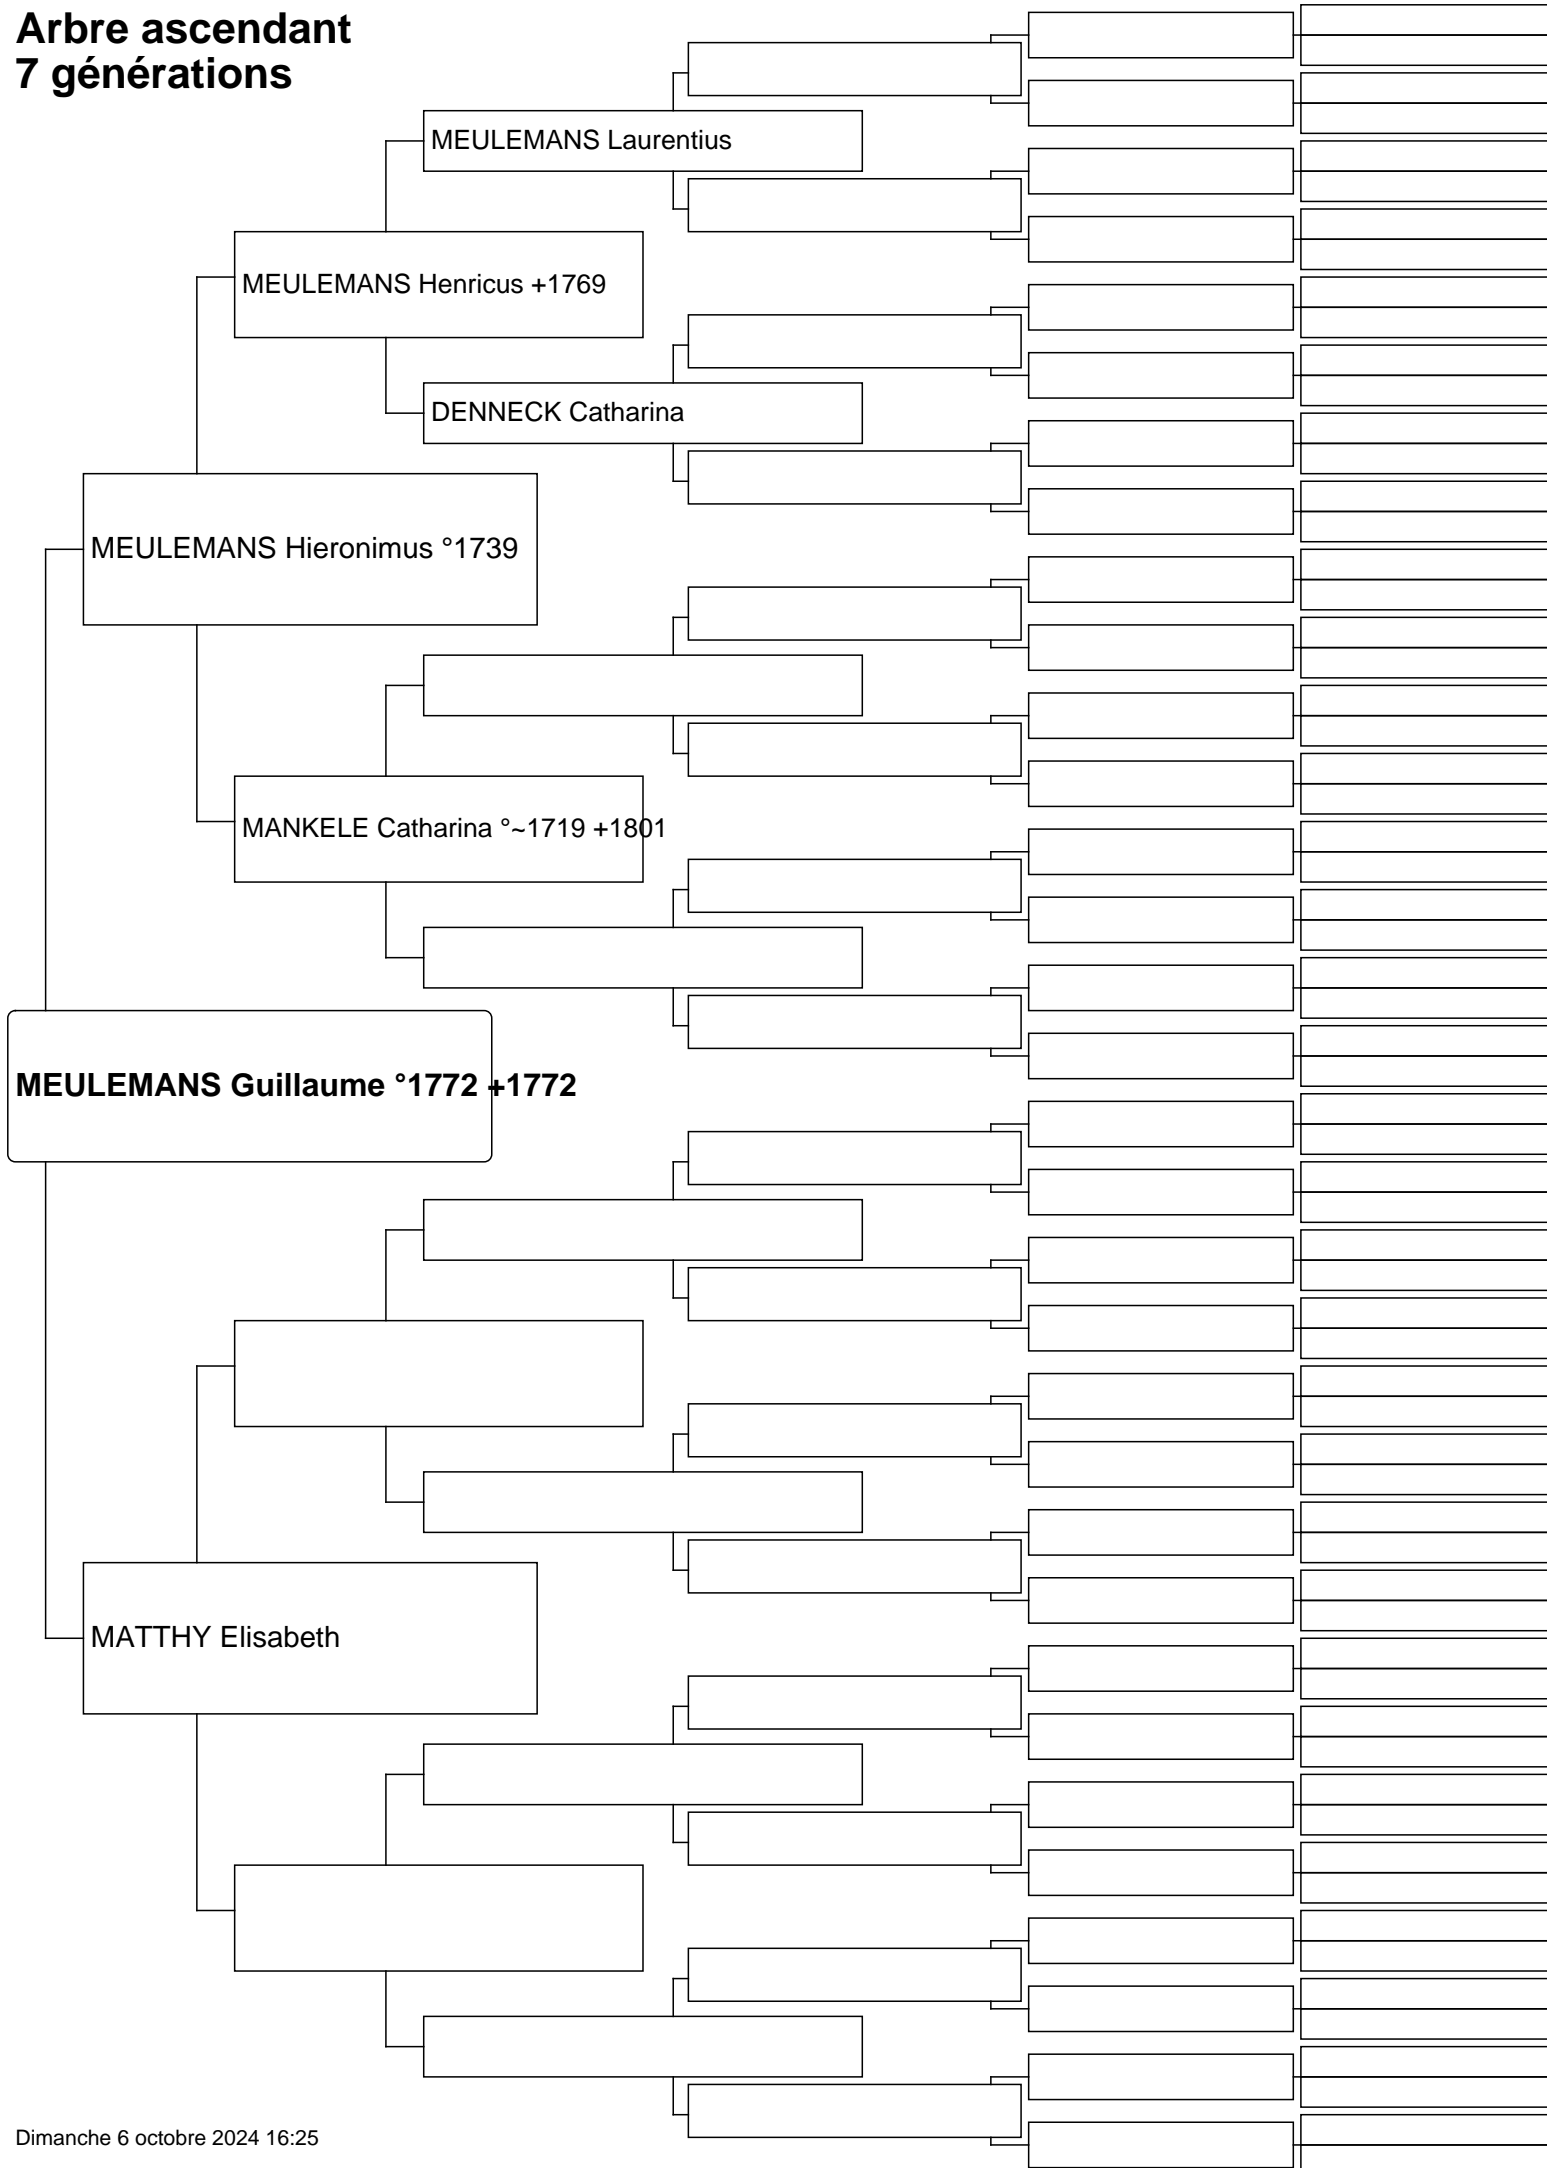 Arbre ascendant
7 générations
MEULEMANS Laurentius
MEULEMANS Henricus +1769
DENNECK Catharina
MEULEMANS Hieronimus °1739
MANKELE Catharina °~1719 +1801
MEULEMANS Guillaume °1772 +1772
MATTHY Elisabeth
Dimanche 6 octobre 2024 16:25